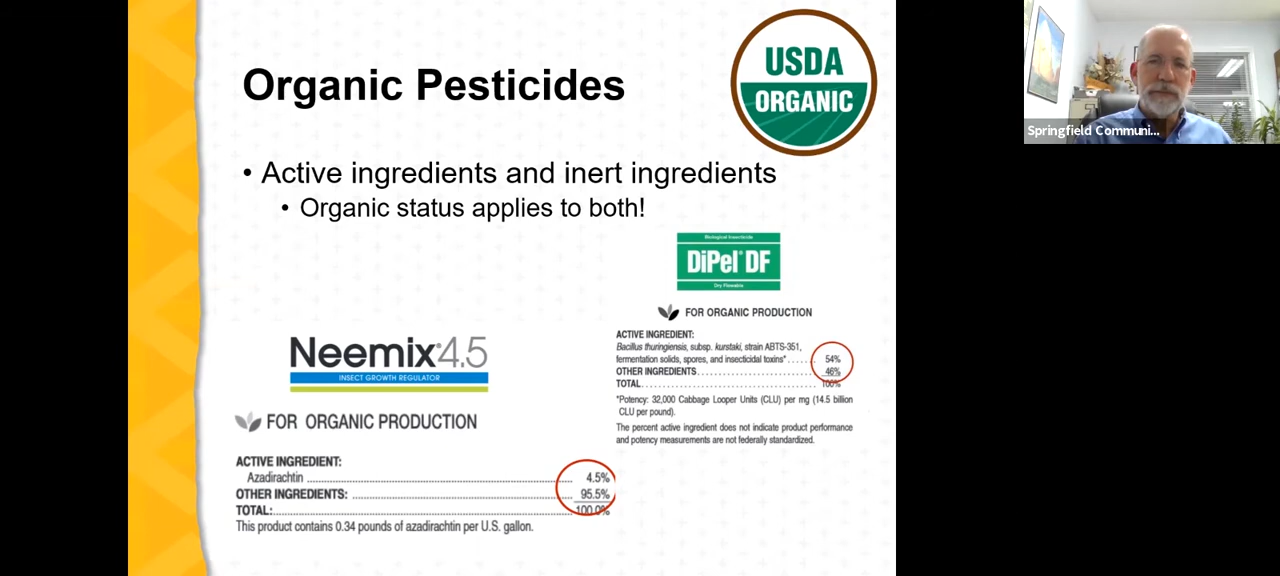 Organic Pesticides
USDA
ORGANIC
• Active ingredients and inert ingredients
• Organic status applies to both!
Biological Insecticide
DiPel® DF
Dry Flowable
FOR ORGANIC PRODUCTION
ACTIVE INGREDIENT:
Bacillus thuringiensis, subsp. kurstaki, strain ABTS-351,
fermentation solids, spores, and insecticidal toxins* ...... 54%
OTHER INGREDIENTS........................ 46%
TOTAL.................................... 100%
*Potency: 32,000 Cabbage Looper Units (CLU) per mg (14.5 billion
CLU per pound).
The percent active ingredient does not indicate product performance
and potency measurements are not federally standardized.
Neemix® 4.5
INSECT GROWTH REGULATOR
FOR ORGANIC PRODUCTION
ACTIVE INGREDIENT:
Azadirachtin ........................................ 4.5%
OTHER INGREDIENTS: ........................................ 95.5%
TOTAL:........................................ 100.0%
This product contains 0.34 pounds of azadirachtin per U.S. gallon.
Springfield Communi...